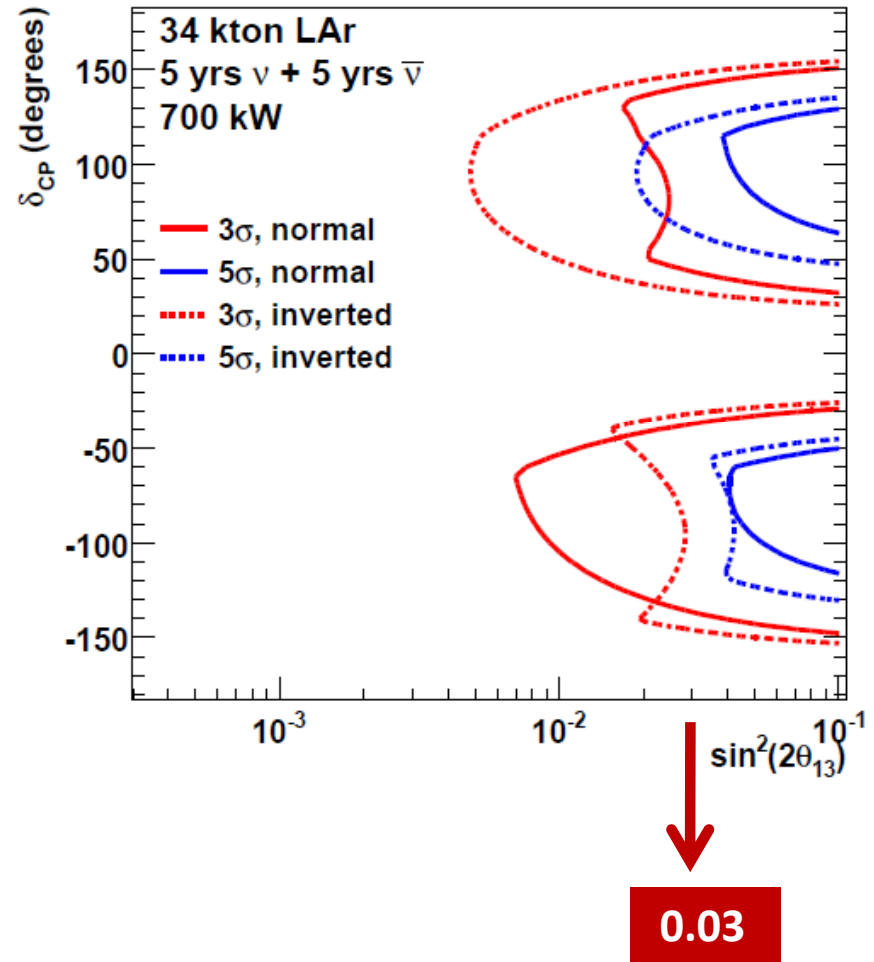 34 kton LAr
5 yrs ν + 5 yrs ν̅
700 kW
δCP (degrees)
3σ, normal
5σ, normal
3σ, inverted
5σ, inverted
150
100
50
0
-50
-100
-150
10⁻³
10⁻²
10⁻¹
sin²(2θ₁₃)
0.03